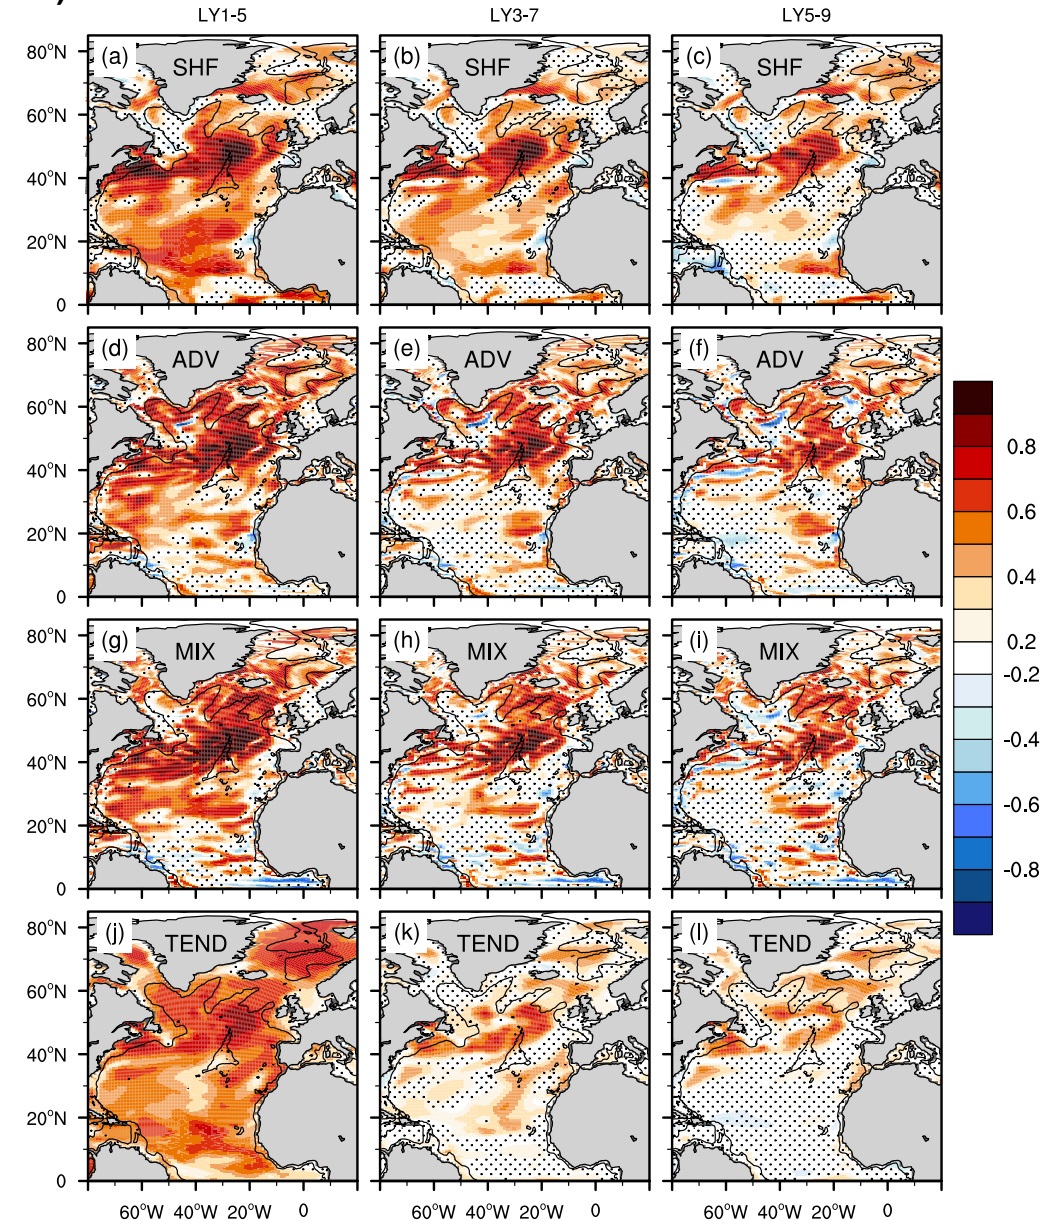 LY1-5 LY3-7 LY5-9
80°N (a) SHF (b) SHF (c) SHF
60°N
40°N
20°N
0
80°N (d) ADV (e) ADV (f) ADV
60°N
40°N
20°N
0
80°N (g) MIX (h) MIX (i) MIX
60°N
40°N
20°N
0
80°N (j) TEND (k) TEND (l) TEND
60°N
40°N
20°N
0
60°W 40°W 20°W 0 60°W 40°W 20°W 0 60°W 40°W 20°W 0
0.8
0.6
0.4
0.2
-0.2
-0.4
-0.6
-0.8